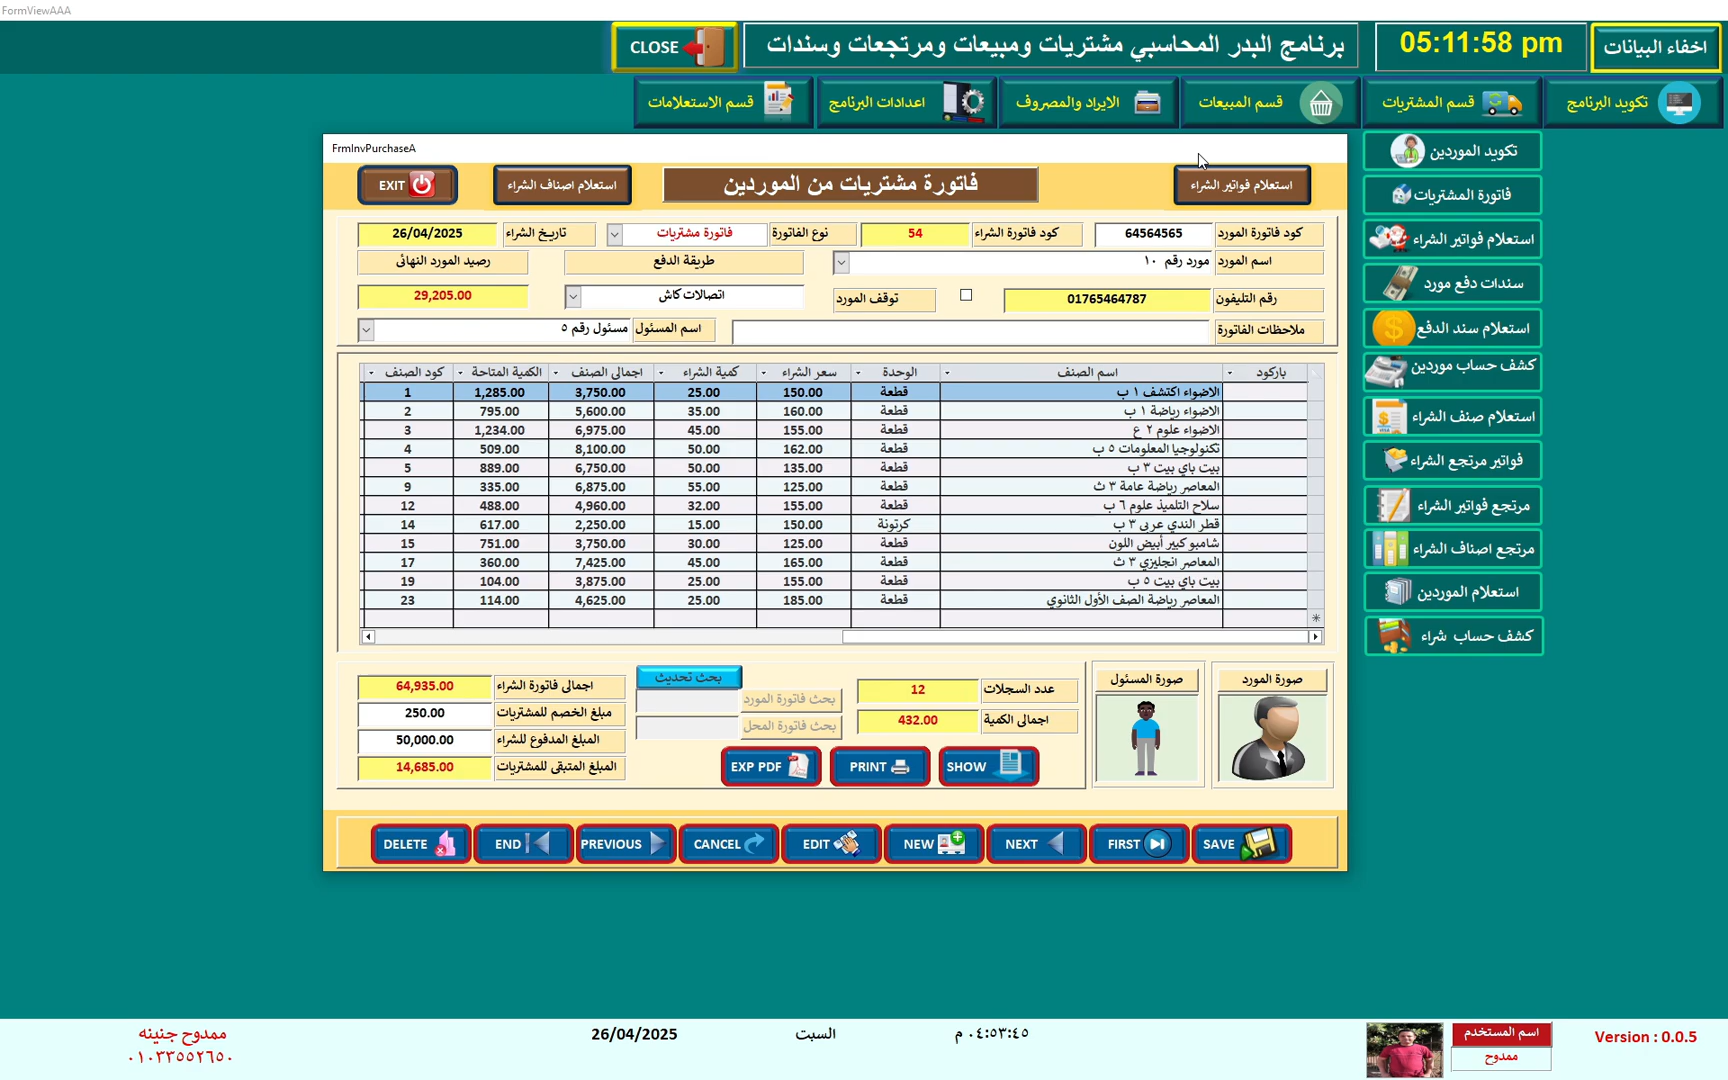 FormViewAAA
اخفاء البيانات
05:11:58 pm
برنامج البدر المحاسبي مشتريات ومبيعات ومرتجعات وسندات
CLOSE
تكويد البرنامج
قسم المشتريات
قسم المبيعات
الايراد والمصروف
اعدادات البرنامج
قسم الاستعلامات
تكويد الموردين
فاتورة المشتريات
استعلام فواتير الشراء
سندات دفع مورد
استعلام سند الدفع
كشف حساب موردين
استعلام صنف الشراء
فواتير مرتجع الشراء
مرتجع فواتير الشراء
مرتجع اصناف الشراء
استعلام الموردين
كشف حساب شراء
FrmInvPurchaseA
استعلام فواتير الشراء
فاتورة مشتريات من الموردين
استعلام اصناف الشراء
EXIT
كود فاتورة المورد 64564565 كود فاتورة الشراء 54 نوع الفاتورة فاتورة مشتريات تاريخ الشراء 26/04/2025
اسم المورد مورد رقم ١٠ طريقة الدفع رصيد المورد النهائى
رقم التليفون 01765464787 توقف المورد اتصالات كاش 29,205.00
ملاحظات الفاتورة اسم المسئول مسئول رقم ٥
باركود اسم الصنف الوحدة سعر الشراء كمية الشراء اجمالى الصنف الكمية المتاحة كود الصنف
الاضواء اكتشف ١ ب قطعة 150.00 25.00 3,750.00 1,285.00 1
الاضواء رياضة ١ ب قطعة 160.00 35.00 5,600.00 795.00 2
الاضواء علوم ٢ ع قطعة 155.00 45.00 6,975.00 1,234.00 3
تكنولوجيا المعلومات ٥ ب قطعة 162.00 50.00 8,100.00 509.00 4
بيت باي بيت ٣ ب قطعة 135.00 50.00 6,750.00 889.00 5
المعاصر رياضة عامة ٣ ث قطعة 125.00 55.00 6,875.00 335.00 9
سلاح التلميذ علوم ٦ ب قطعة 155.00 32.00 4,960.00 488.00 12
قطر الندي عربى ٣ ب كرتونة 150.00 15.00 2,250.00 617.00 14
شامبو كبير أبيض اللون قطعة 125.00 30.00 3,750.00 751.00 15
المعاصر انجليزي ٣ ث قطعة 165.00 45.00 7,425.00 360.00 17
بيت باي بيت ٥ ب قطعة 155.00 25.00 3,875.00 104.00 19
المعاصر رياضة الصف الأول الثانوي قطعة 185.00 25.00 4,625.00 114.00 23
صورة المورد
صورة المسئول
عدد السجلات 12
اجمالى الكمية 432.00
بحث تحديث
بحث فاتورة المورد
بحث فاتورة المحل
اجمالى فاتورة الشراء 64,935.00
مبلغ الخصم للمشتريات 250.00
المبلغ المدفوع للشراء 50,000.00
المبلغ المتبقى للمشتريات 14,685.00
EXP PDF PRINT SHOW
DELETE END PREVIOUS CANCEL EDIT NEW NEXT FIRST SAVE
Version : 0.0.5
اسم المستخدم
ممدوح
٠٤:٥٣:٤٥ م
السبت
26/04/2025
ممدوح جنينه
٠١٠٣٣٥٥٢٦٥٠